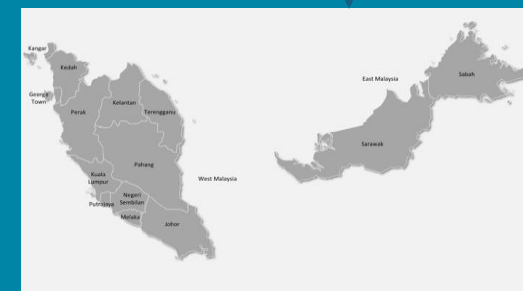 Kangar
Kedah
George
Town
Perak
Kelantan
Terengganu
Pahang
Kuala
Lumpur
Putrajaya
Negeri
Sembilan
Melaka
Johor
West Malaysia
East Malaysia
Sabah
Sarawak